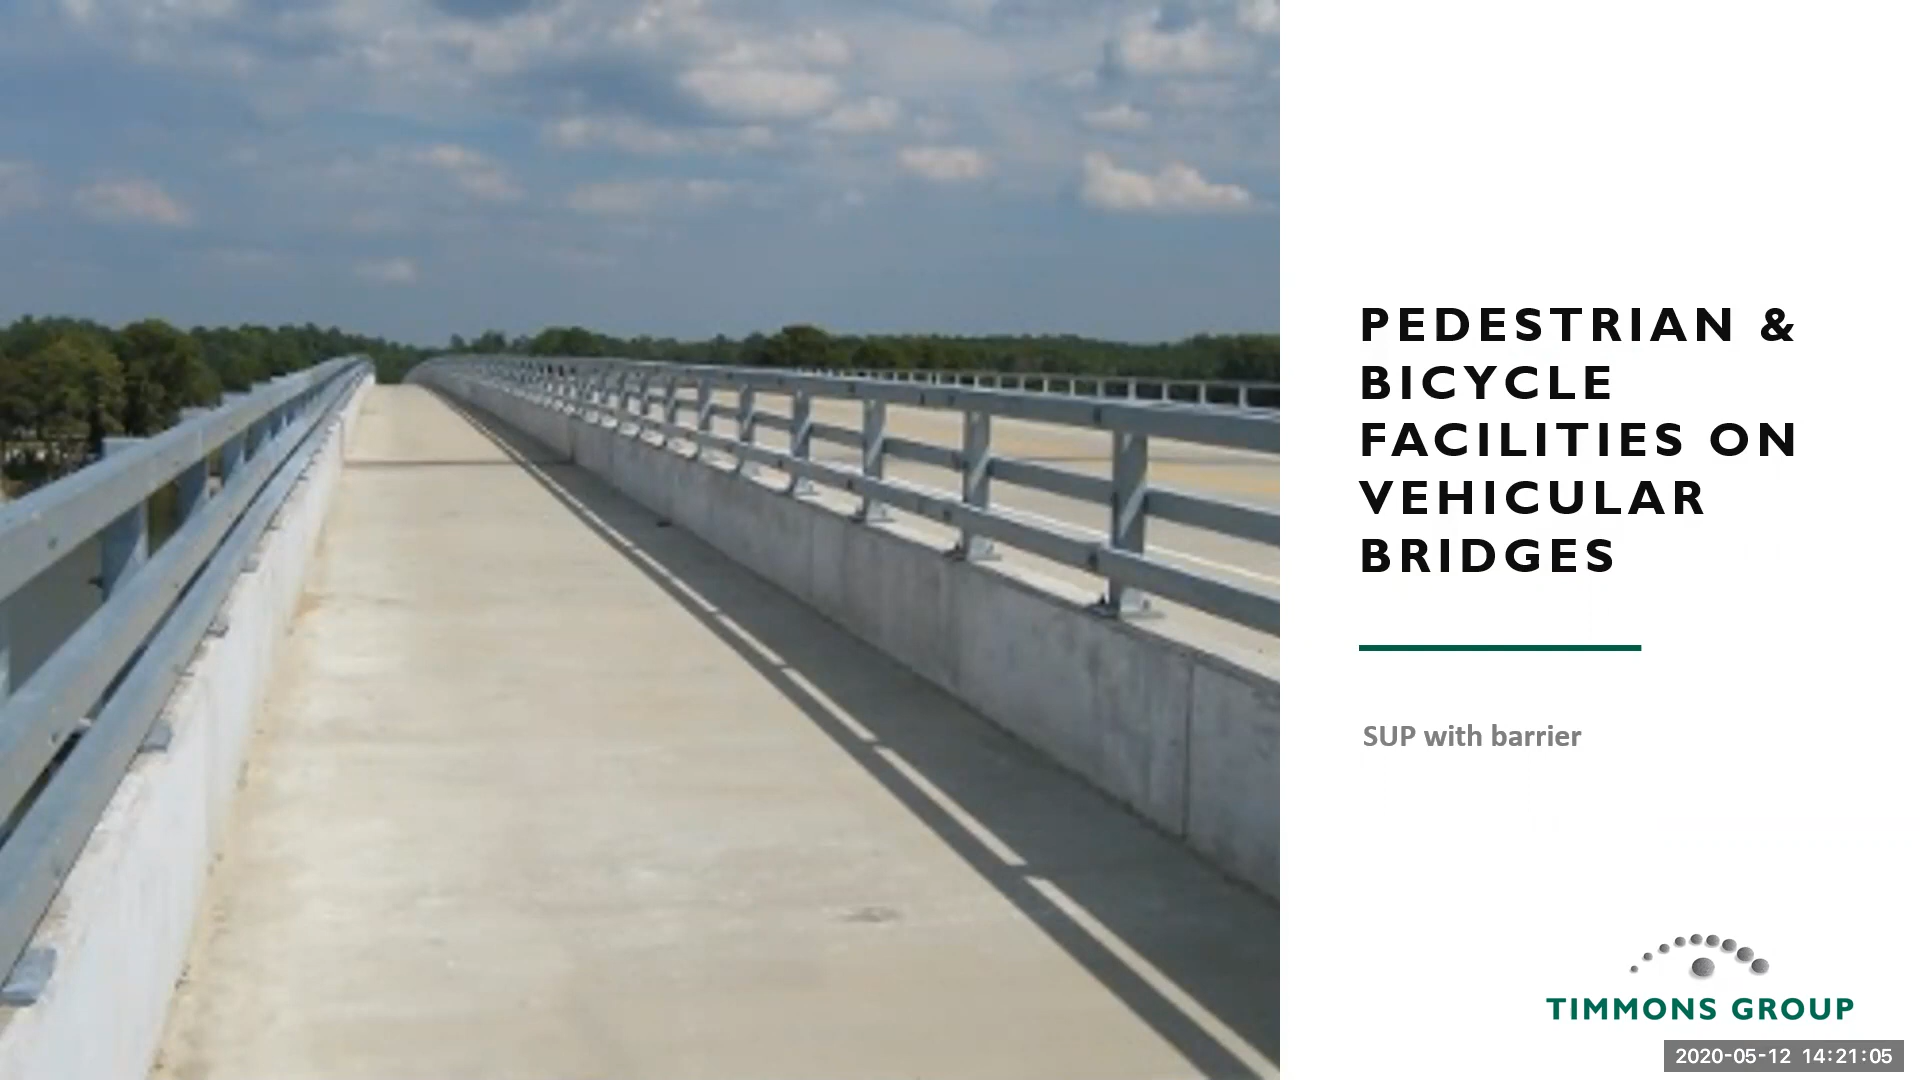 PEDESTRIAN &
BICYCLE
FACILITIES ON
VEHICULAR
BRIDGES
SUP with barrier
TIMMONS GROUP
2020-05-12 14:21:05